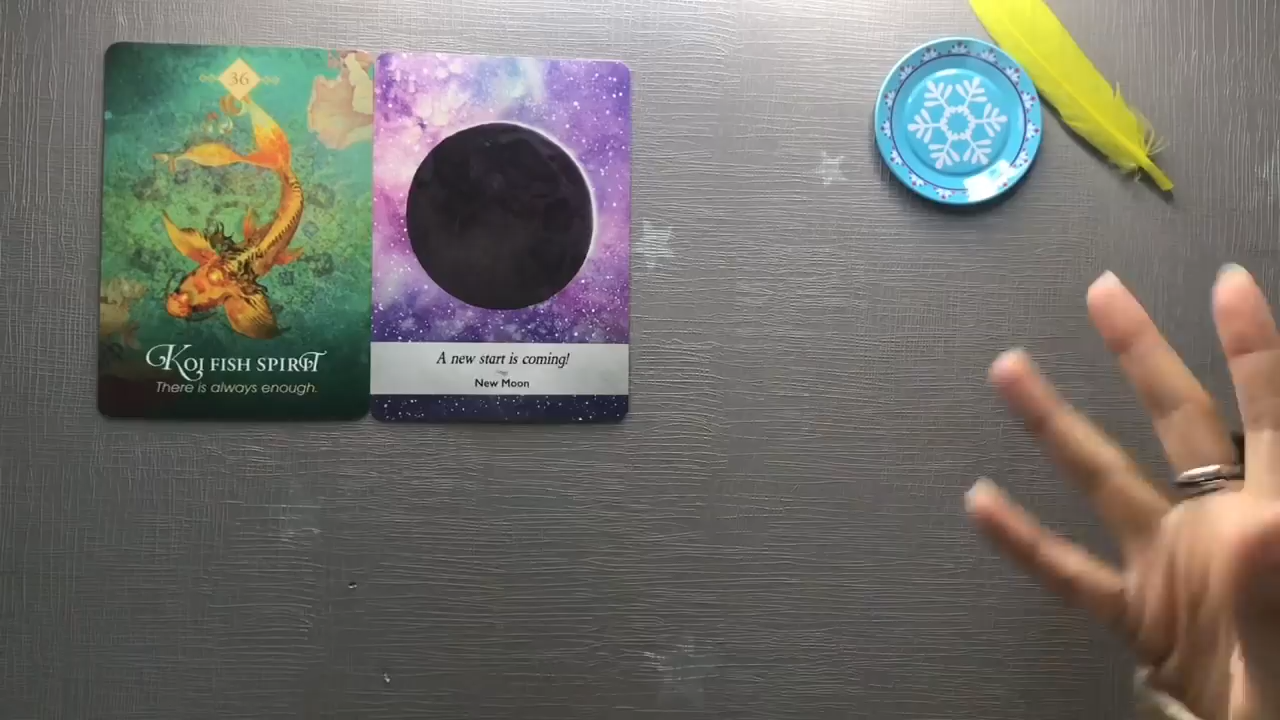 36
Koi Fish Spirit
There is always enough.
A new start is coming!
New Moon